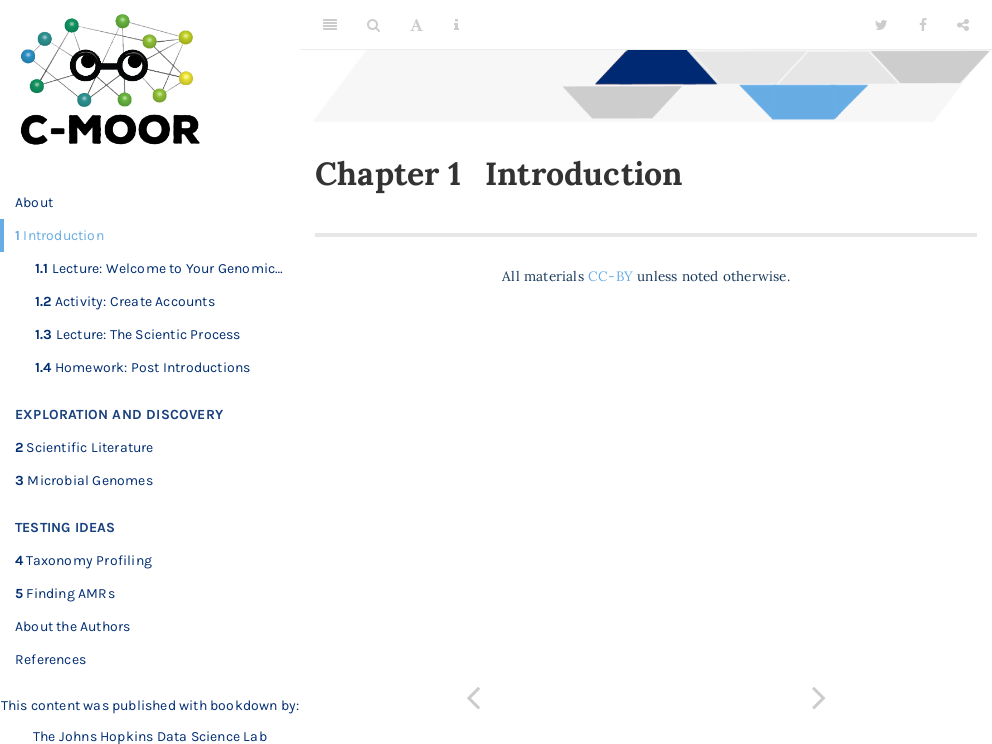 C-MOOR
About
1 Introduction
1.1 Lecture: Welcome to Your Genomic...
1.2 Activity: Create Accounts
1.3 Lecture: The Scientic Process
1.4 Homework: Post Introductions
EXPLORATION AND DISCOVERY
2 Scientific Literature
3 Microbial Genomes
TESTING IDEAS
4 Taxonomy Profiling
5 Finding AMRs
About the Authors
References
This content was published with bookdown by:
The Johns Hopkins Data Science Lab
A
Chapter 1 Introduction
All materials CC-BY unless noted otherwise.